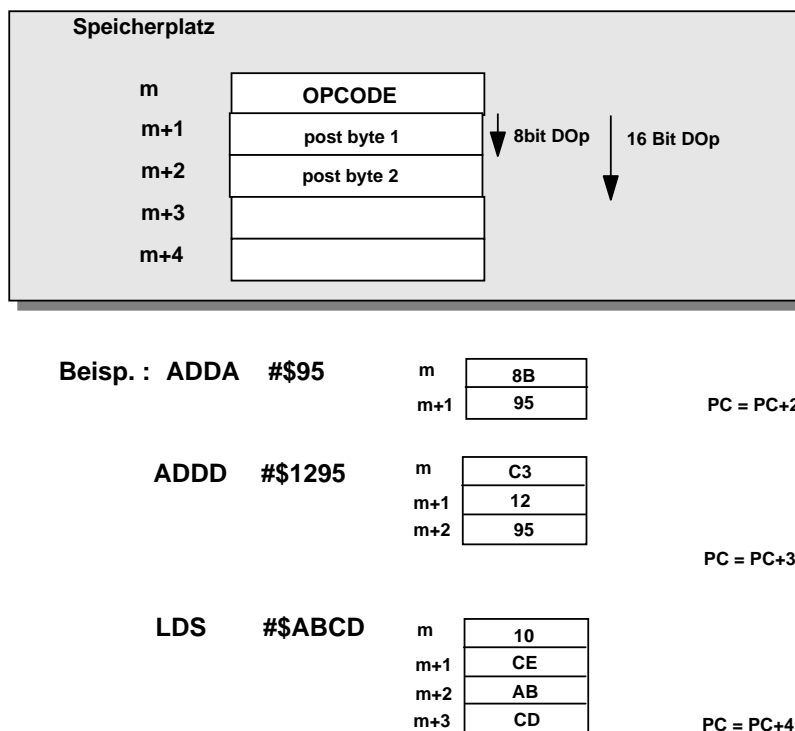 Speicherplatz
m OPCODE
m+1 post byte 1 8bit DOp 16 Bit DOp
m+2 post byte 2
m+3
m+4
Beisp. : ADDA #$95 m 8B
m+1 95 PC = PC+2
ADDD #$1295 m C3
m+1 12
m+2 95
PC = PC+3
LDS #$ABCD m 10
m+1 CE
m+2 AB
m+3 CD PC = PC+4